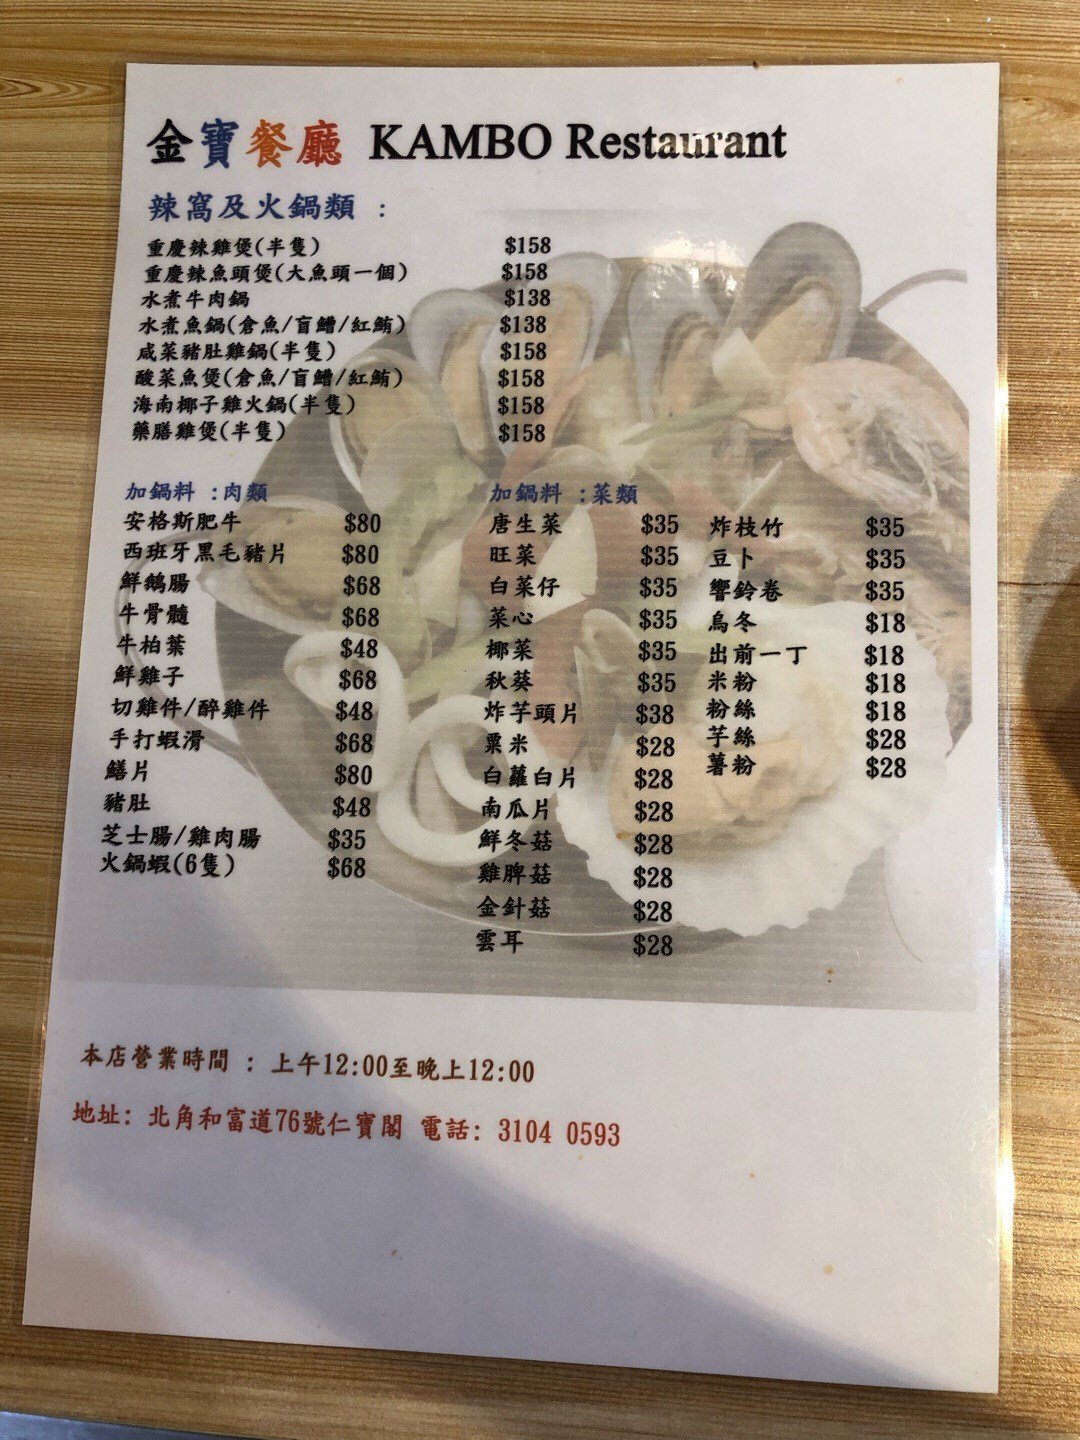 金寶餐廳 KAMBO Restaurant
辣窩及火鍋類 :
重慶辣雞煲(半隻) $158
重慶辣魚頭煲(大魚頭一個) $158
水煮牛肉鍋 $138
水煮魚鍋(倉魚/盲鰽/紅鮪) $138
咸菜豬肚雞鍋(半隻) $158
酸菜魚煲(倉魚/盲鰽/紅鮪) $158
海南椰子雞火鍋(半隻) $158
藥膳雞煲(半隻) $158
加鍋料 :肉類
安格斯肥牛 $80
西班牙黑毛豬片 $80
鮮鵝腸 $68
牛骨髓 $68
牛柏葉 $48
鮮雞子 $68
切雞件/醉雞件 $48
手打蝦滑 $68
鱔片 $80
豬肚 $48
芝士腸/雞肉腸 $35
火鍋蝦(6隻) $68
加鍋料 :菜類
唐生菜 $35
旺菜 $35
白菜仔 $35
菜心 $35
椰菜 $35
秋葵 $35
炸芋頭片 $38
粟米 $28
白蘿白片 $28
南瓜片 $28
鮮冬菇 $28
雞脾菇 $28
金針菇 $28
雲耳 $28
炸枝竹 $35
豆卜 $35
響鈴卷 $35
烏冬 $18
出前一丁 $18
米粉 $18
粉絲 $18
芋絲 $28
薯粉 $28
本店營業時間 : 上午12:00至晚上12:00
地址: 北角和富道76號仁寶閣 電話: 3104 0593